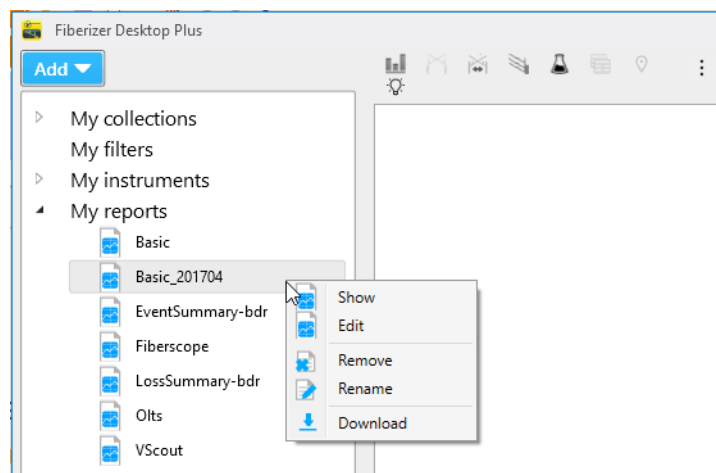 Fiberizer Desktop Plus
Add
My collections
My filters
My instruments
My reports
Basic
Basic_201704
EventSummary-bdr
Fiberscope
LossSummary-bdr
Olts
VScout
Show
Edit
Remove
Rename
Download